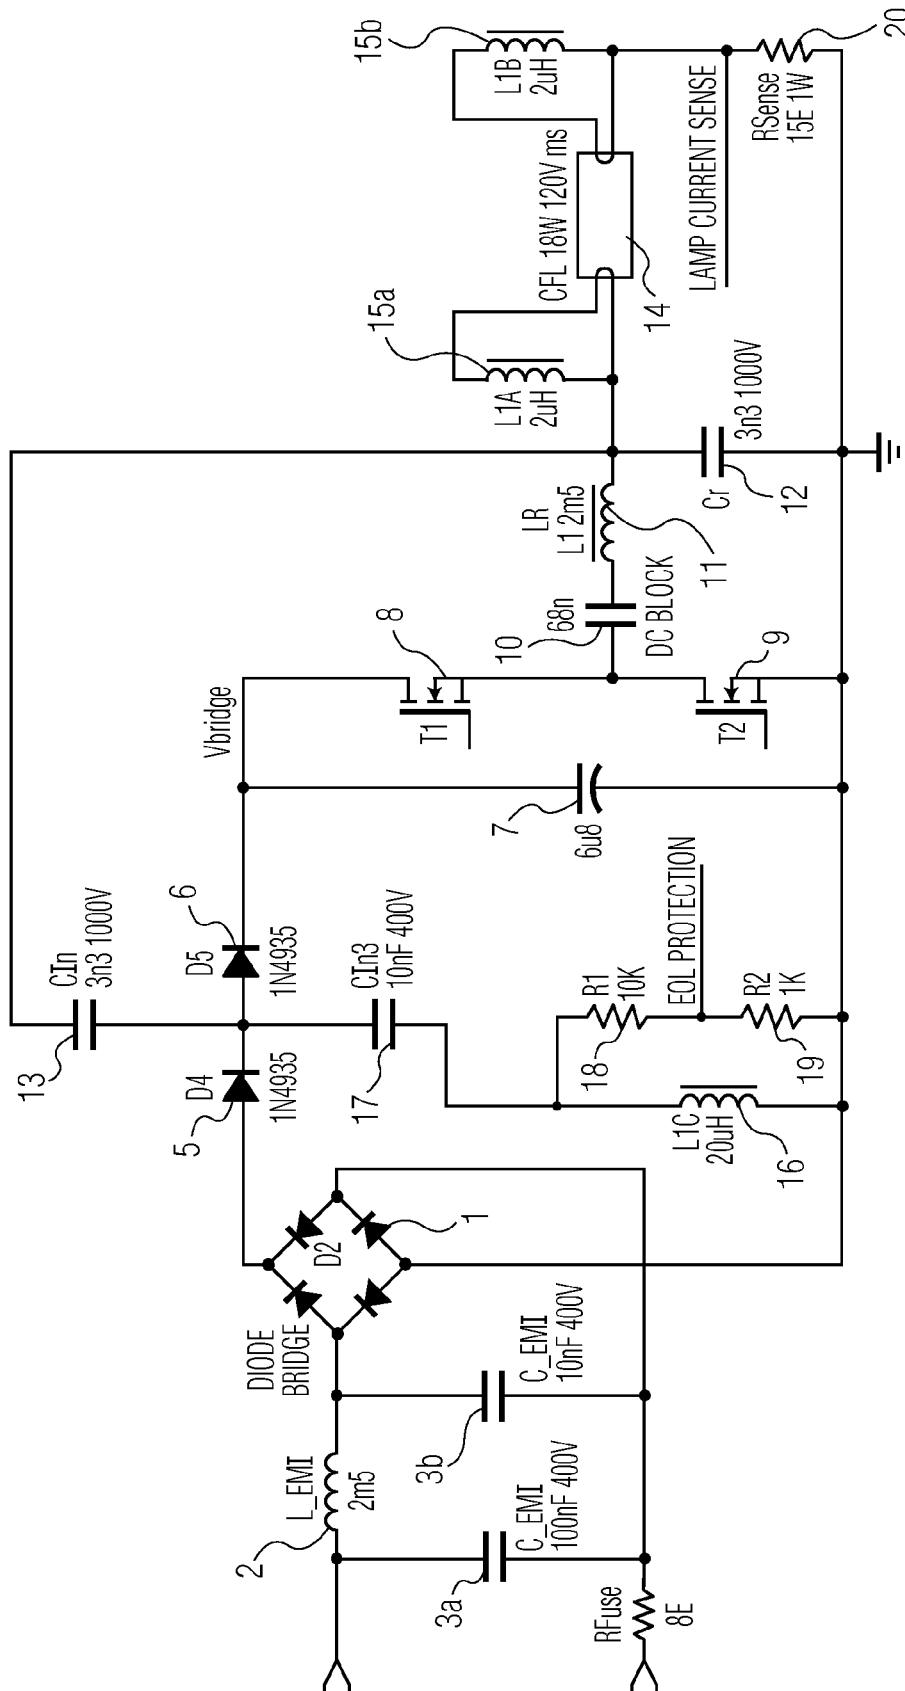 2
L_EMI
2m5
3a
C_EMI
100nF 400V
3b
C_EMI
10nF 400V
RFuse
8E
DIODE
BRIDGE
D2
1
5
D4
1N4935
13
CIn
3n3 1000V
D5
6
1N4935
17
CIn3
10nF 400V
18
R1
10K
EOL PROTECTION
19
R2
1K
L1C
20uH
16
7
6u8
Vbridge
T1
8
T2
9
10
68n
DC BLOCK
LR
L1 2m5
11
Cr
3n3 1000V
12
15a
L1A
2uH
CFL 18W 120V ms
14
15b
L1B
2uH
LAMP CURRENT SENSE
RSense
15E 1W
20